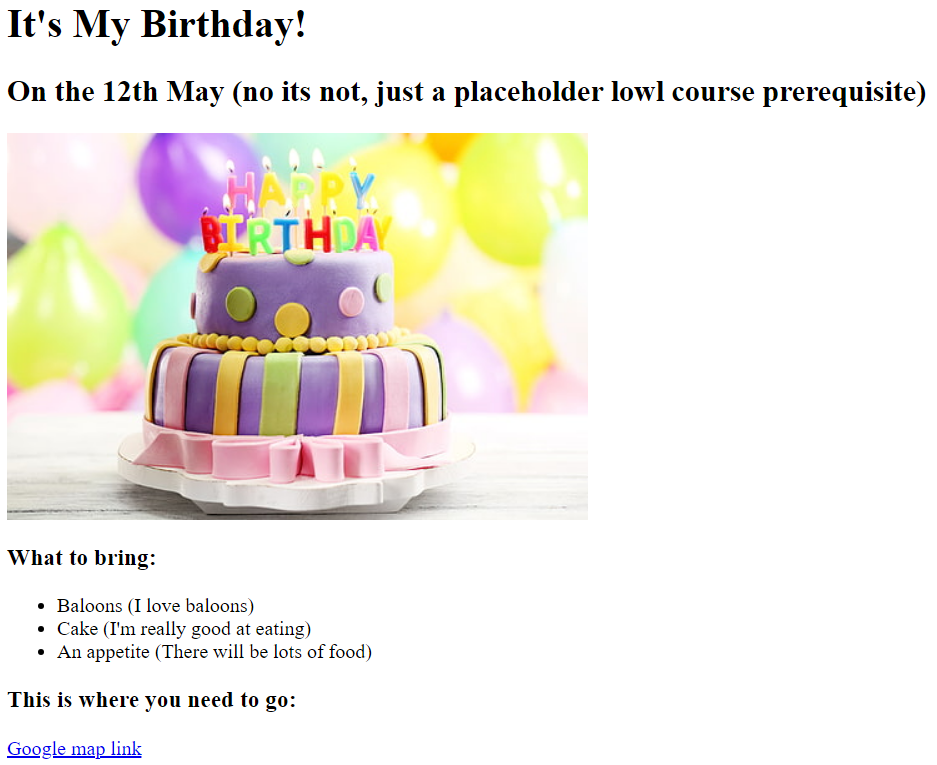 It's My Birthday!
On the 12th May (no its not, just a placeholder lowl course prerequisite)
HAPPY
BIRTHDAY
What to bring:
Baloons (I love baloons)
Cake (I'm really good at eating)
An appetite (There will be lots of food)
This is where you need to go:
Google map link